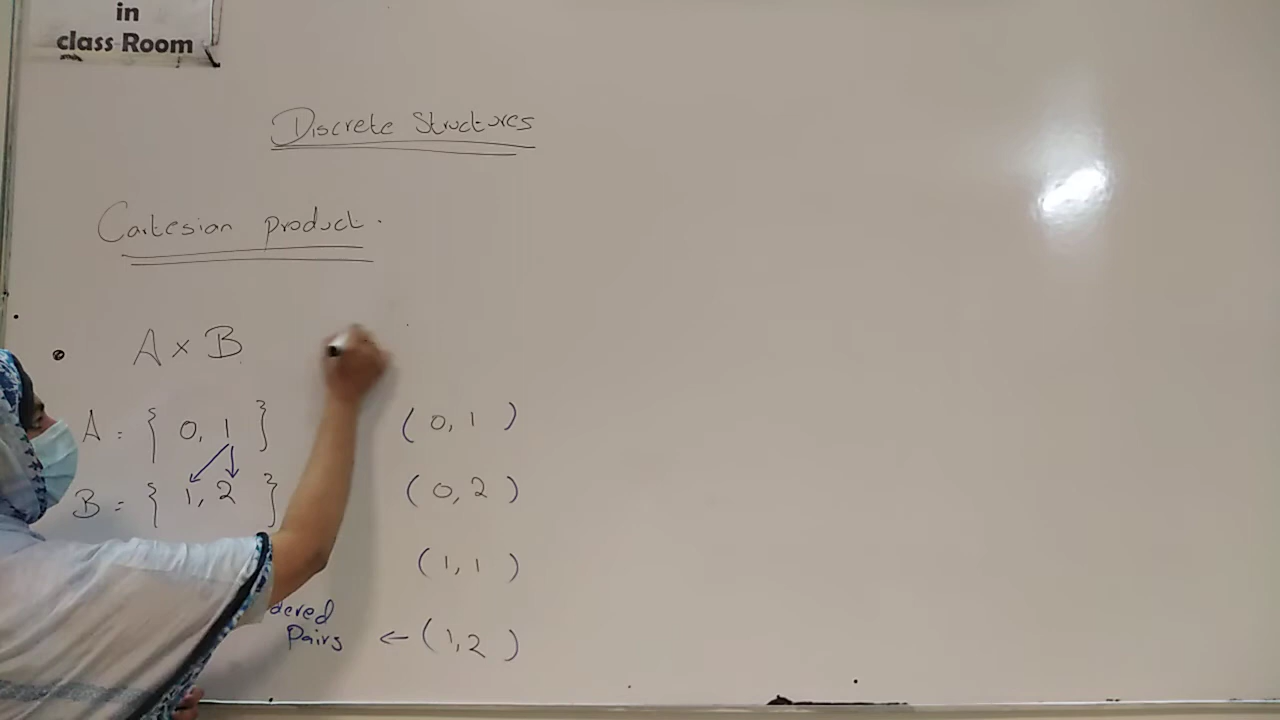 in
class Room
Discrete Structures
Cartesian product.
A × B
A = { 0, 1 }
B = { 1, 2 }
( 0, 1 )
( 0, 2 )
( 1, 1 )
dered
Pairs ← ( 1, 2 )